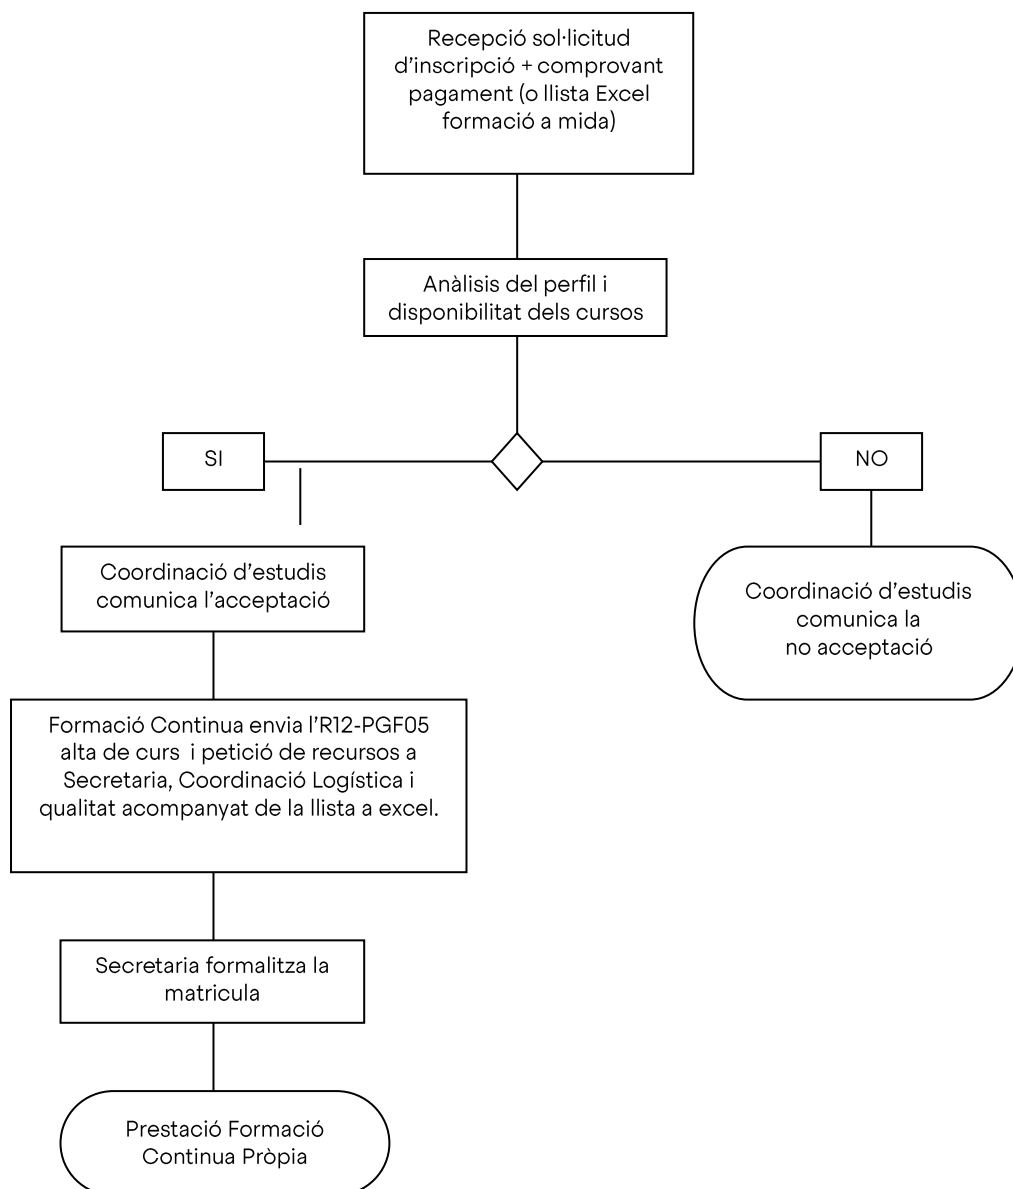 Recepció sol·licitud
d’inscripció + comprovant
pagament (o llista Excel
formació a mida)
Anàlisis del perfil i
disponibilitat dels cursos
SI
NO
Coordinació d’estudis
comunica l’acceptació
Coordinació d’estudis
comunica la
no acceptació
Formació Continua envia l’R12-PGF05
alta de curs  i petició de recursos a
Secretaria, Coordinació Logística i
qualitat acompanyat de la llista a excel.
Secretaria formalitza la
matricula
Prestació Formació
Continua Pròpia